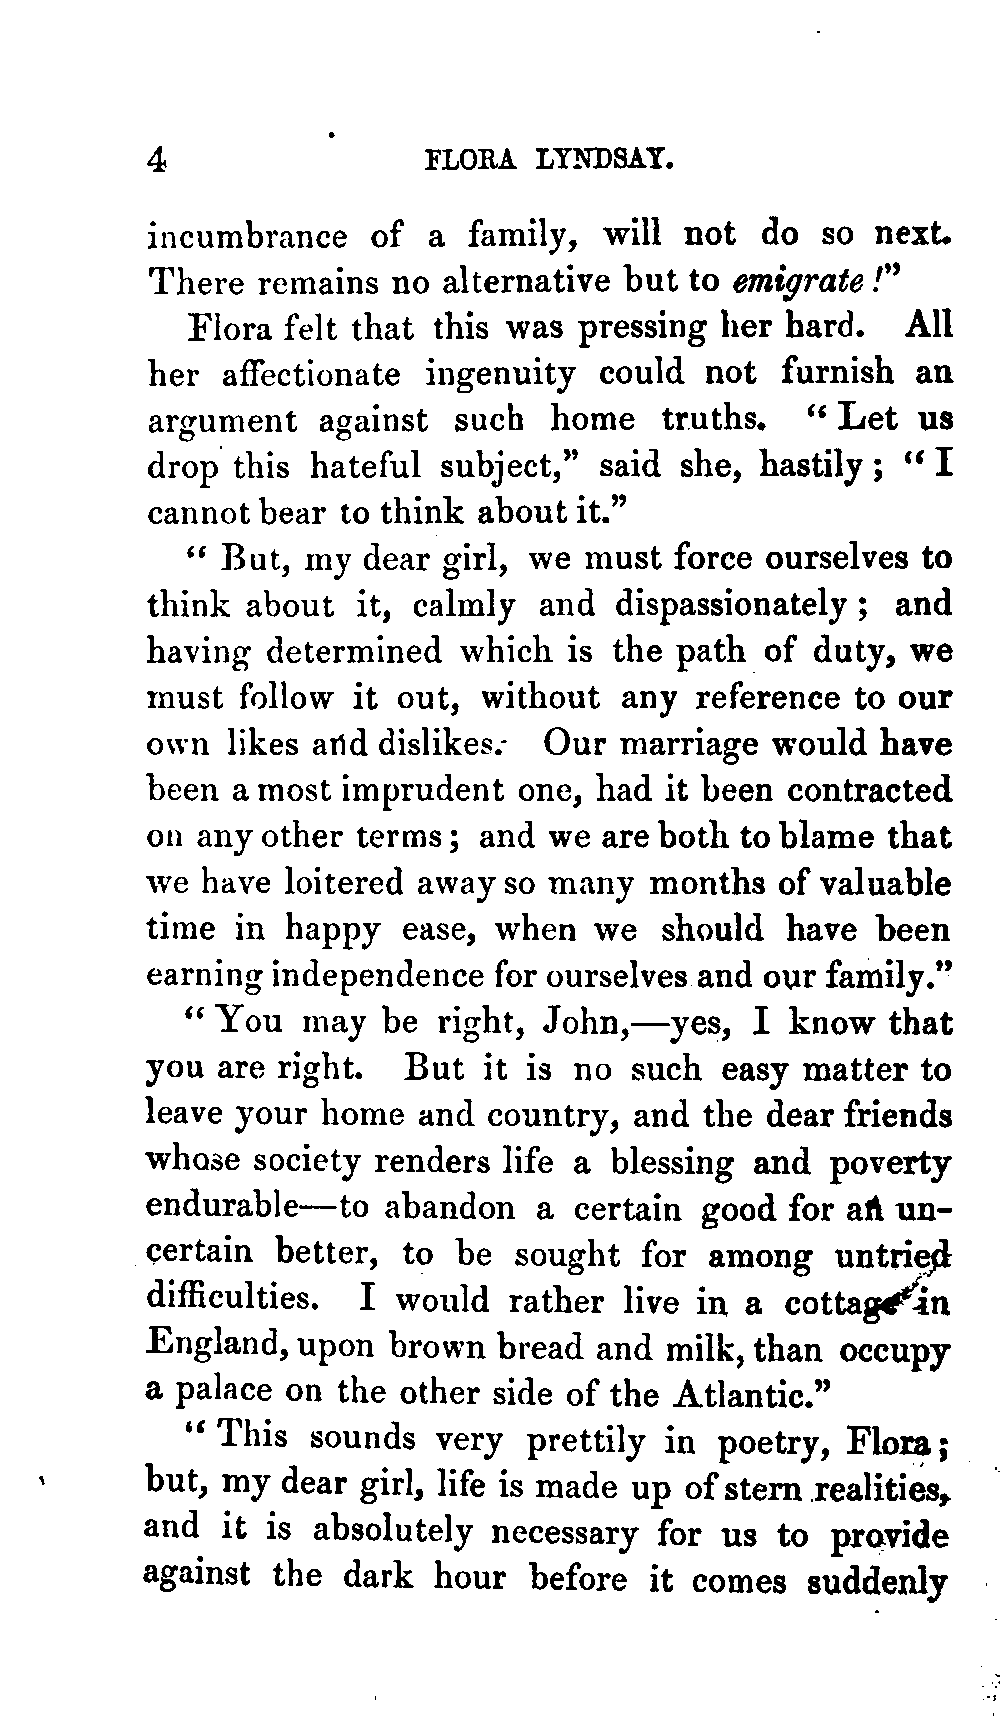 4 FLORA LYNDSAY.
incumbrance of a family, will not do so next.
There remains no alternative but to emigrate!”
Flora felt that this was pressing her hard. All
her affectionate ingenuity could not furnish an
argument against such home truths. “Let us
drop this hateful subject,” said she, hastily; “I
cannot bear to think about it.”
“But, my dear girl, we must force ourselves to
think about it, calmly and dispassionately; and
having determined which is the path of duty, we
must follow it out, without any reference to our
own likes and dislikes. Our marriage would have
been a most imprudent one, had it been contracted
on any other terms; and we are both to blame that
we have loitered away so many months of valuable
time in happy ease, when we should have been
earning independence for ourselves and our family.”
“You may be right, John,—yes, I know that
you are right. But it is no such easy matter to
leave your home and country, and the dear friends
whose society renders life a blessing and poverty
endurable—to abandon a certain good for an un-
certain better, to be sought for among untried
difficulties. I would rather live in a cottage in
England, upon brown bread and milk, than occupy
a palace on the other side of the Atlantic.”
“This sounds very prettily in poetry, Flora;
but, my dear girl, life is made up of stern realities,
and it is absolutely necessary for us to provide
against the dark hour before it comes suddenly